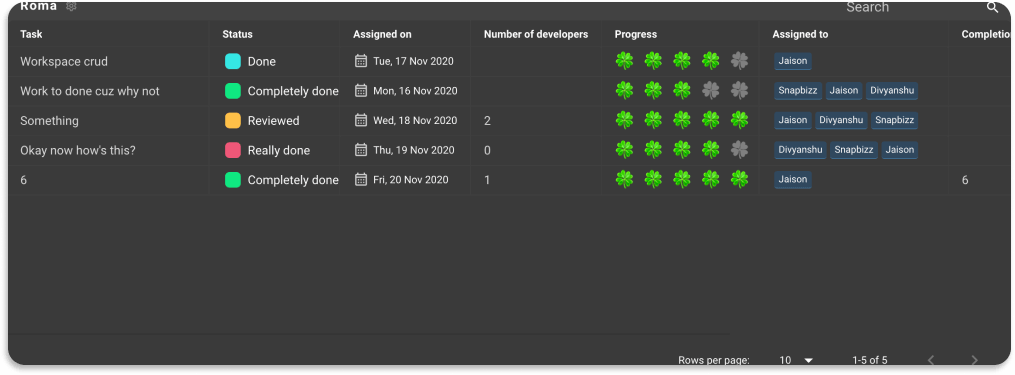 Roma
Search
Task Status Assigned on Number of developers Progress Assigned to Completio
Workspace crud Done Tue, 17 Nov 2020 Jaison
Work to done cuz why not Completely done Mon, 16 Nov 2020 Snapbizz Jaison Divyanshu
Something Reviewed Wed, 18 Nov 2020 2 Jaison Divyanshu Snapbizz
Okay now how's this? Really done Thu, 19 Nov 2020 0 Divyanshu Snapbizz Jaison
6 Completely done Fri, 20 Nov 2020 1 Jaison 6
Rows per page: 10 1-5 of 5